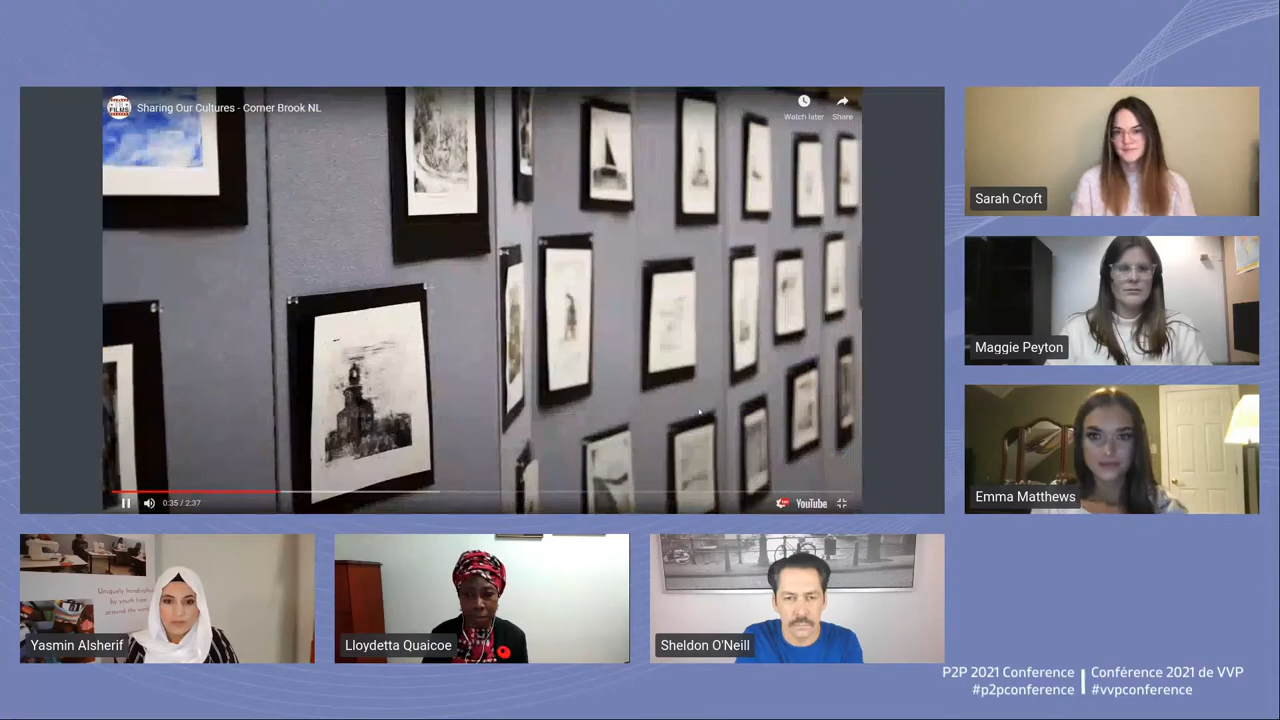 FILMS
Sharing Our Cultures - Corner Brook NL
Watch later
Share
0:35 / 2:37
YouTube
Sarah Croft
Maggie Peyton
Emma Matthews
Uniquely handcrafted
by youth from
around the world
Yasmin Alsherif
Lloydetta Quaicoe
Sheldon O'Neill
P2P 2021 Conference
#p2pconference
Conférence 2021 de VVP
#vvpconference